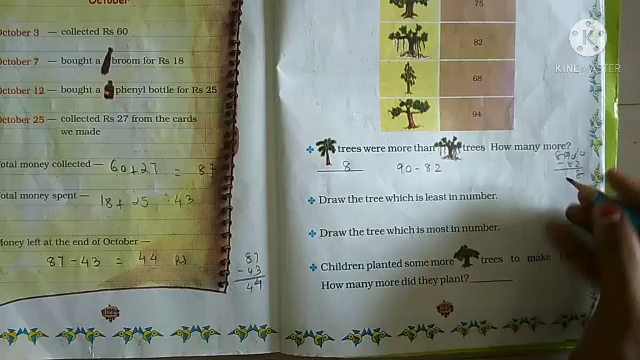 October
October 3 — collected Rs 60
October 7 — bought a broom for Rs 18
October 12 — bought a phenyl bottle for Rs 25
October 25 — collected Rs 27 from the cards
we made
Total money collected — 60+27 = 87
Total money spent — 18+25 = 43
Money left at the end of October —
87-43 = 44 Rs
87
-43
44
75
82
68
94
trees were more than trees How many more?
8 90-82
-82
8
Draw the tree which is least in number.
Draw the tree which is most in number.
Children planted some more trees to make
How many more did they plant?
KINEMASTER